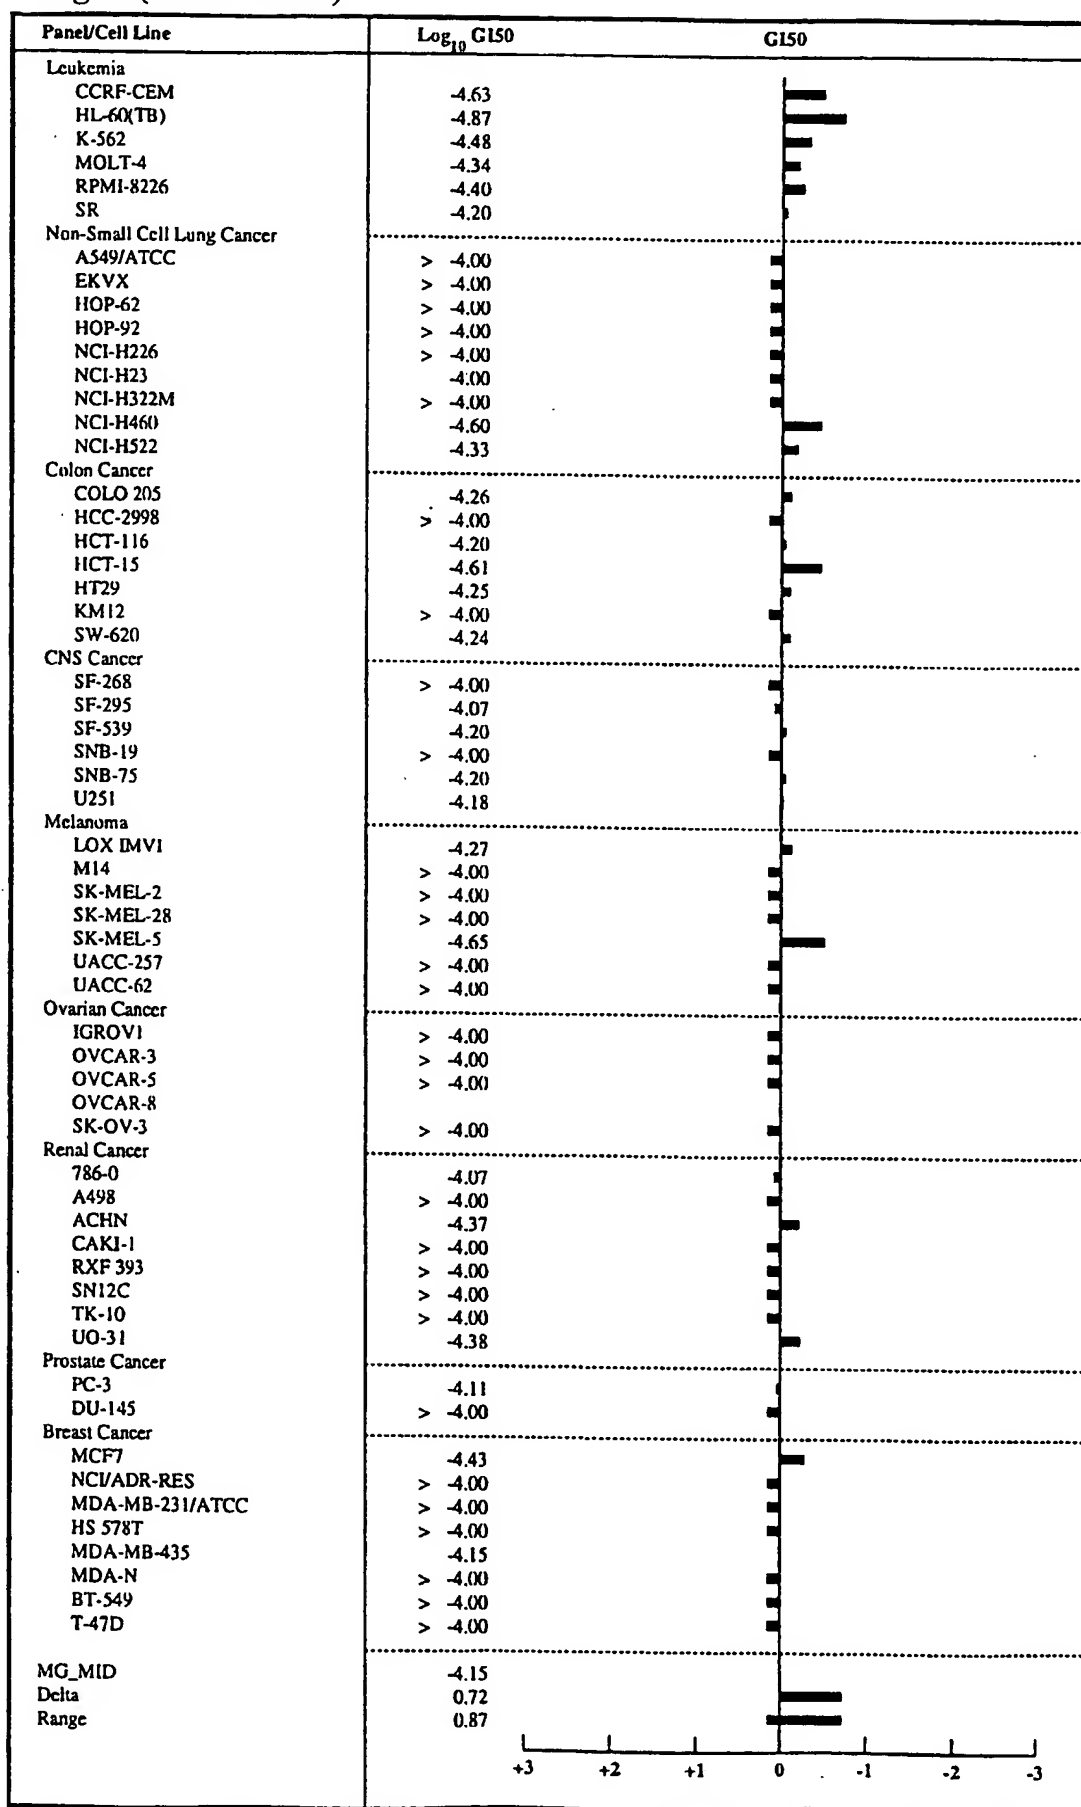 Panel/Cell Line Log10 GI50 GI50
Leukemia
CCRF-CEM -4.63
HL-60(TB) -4.87
K-562 -4.48
MOLT-4 -4.34
RPMI-8226 -4.40
SR -4.20
Non-Small Cell Lung Cancer
A549/ATCC > -4.00
EKVX > -4.00
HOP-62 > -4.00
HOP-92 > -4.00
NCI-H226 > -4.00
NCI-H23 -4.00
NCI-H322M > -4.00
NCI-H460 -4.60
NCI-H522 -4.33
Colon Cancer
COLO 205 -4.26
HCC-2998 > -4.00
HCT-116 -4.20
HCT-15 -4.61
HT29 -4.25
KM12 > -4.00
SW-620 -4.24
CNS Cancer
SF-268 > -4.00
SF-295 -4.07
SF-539 -4.20
SNB-19 > -4.00
SNB-75 -4.20
U251 -4.18
Melanoma
LOX IMVI -4.27
M14 > -4.00
SK-MEL-2 > -4.00
SK-MEL-28 > -4.00
SK-MEL-5 -4.65
UACC-257 > -4.00
UACC-62 > -4.00
Ovarian Cancer
IGROV1 > -4.00
OVCAR-3 > -4.00
OVCAR-5 > -4.00
OVCAR-8
SK-OV-3 > -4.00
Renal Cancer
786-0 -4.07
A498 > -4.00
ACHN -4.37
CAKI-1 > -4.00
RXF 393 > -4.00
SN12C > -4.00
TK-10 > -4.00
UO-31 -4.38
Prostate Cancer
PC-3 -4.11
DU-145 > -4.00
Breast Cancer
MCF7 -4.43
NCI/ADR-RES > -4.00
MDA-MB-231/ATCC > -4.00
HS 578T > -4.00
MDA-MB-435 -4.15
MDA-N > -4.00
BT-549 > -4.00
T-47D > -4.00
MG_MID -4.15
Delta 0.72
Range 0.87
+3 +2 +1 0 -1 -2 -3